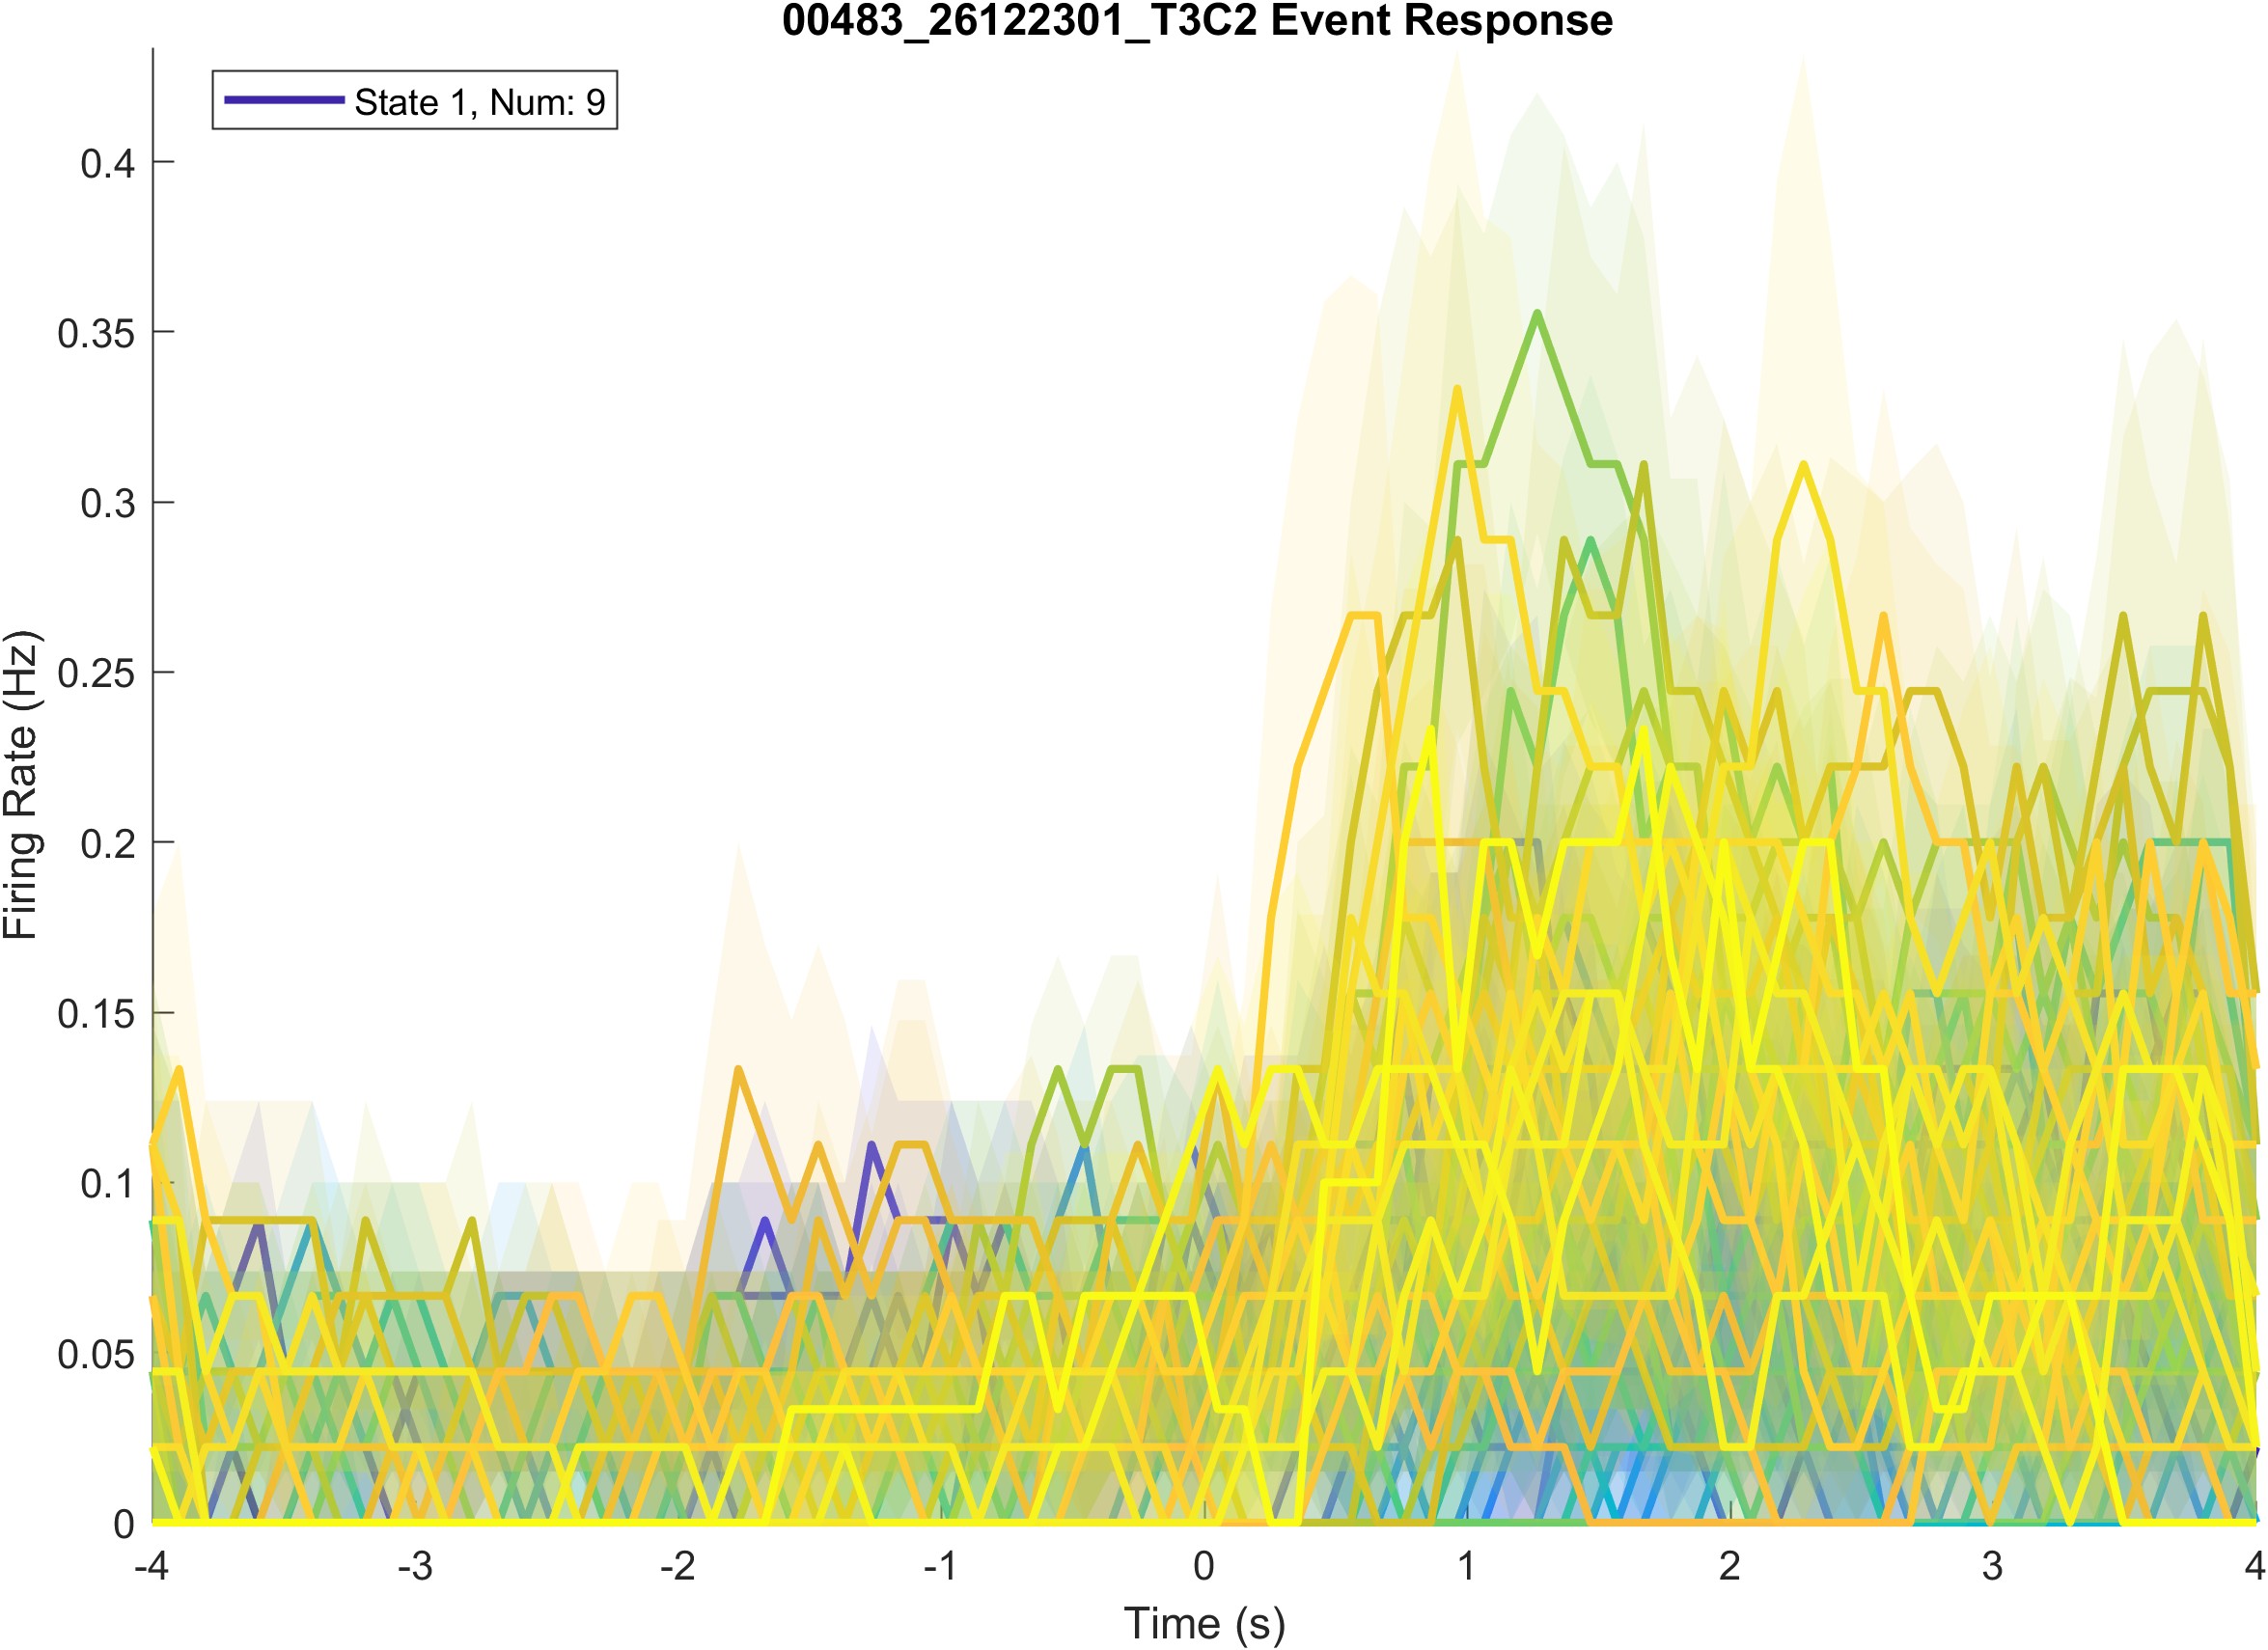 00483_26122301_T3C2 Event Response
State 1, Num: 9
Firing Rate (Hz)
0.4
0.35
0.3
0.25
0.2
0.15
0.1
0.05
0
-4 -3 -2 -1 0 1 2 3 4
Time (s)